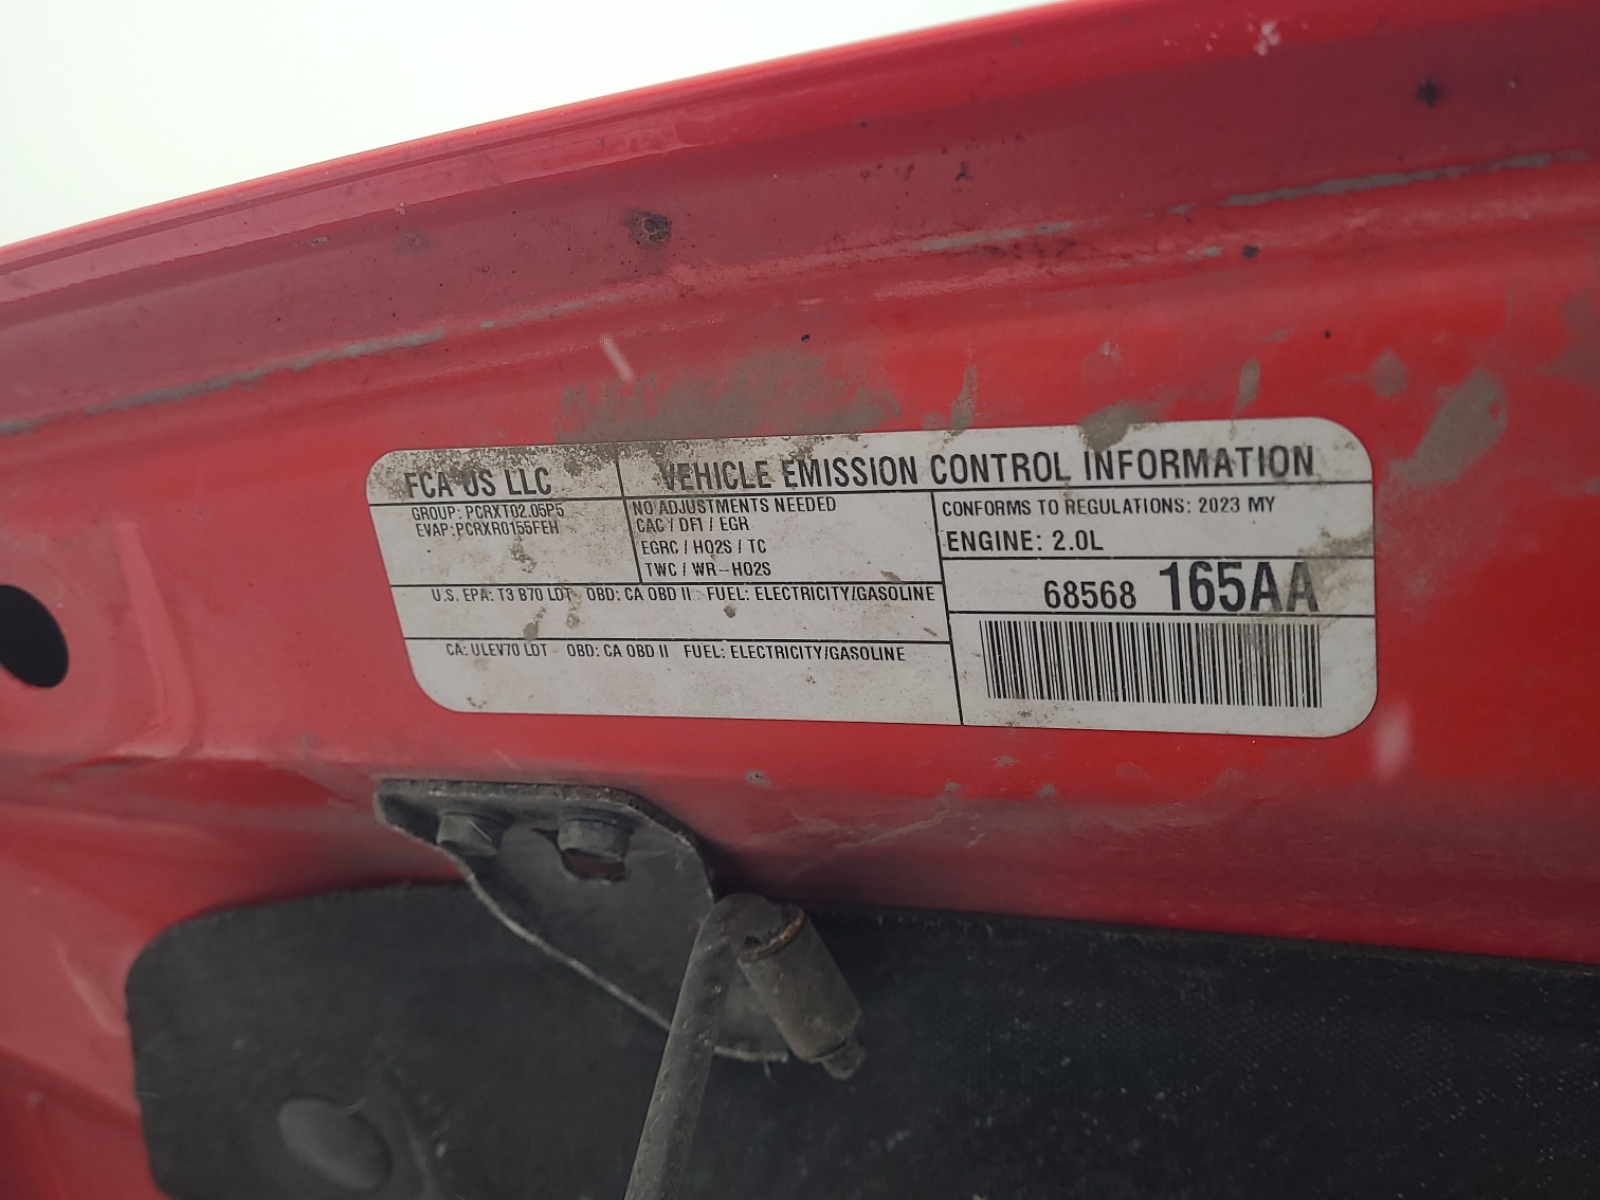 FCA US LLC
VEHICLE EMISSION CONTROL INFORMATION
GROUP: PCRXT02.05P5
EVAP: PCRXR0155FEH
NO ADJUSTMENTS NEEDED
CAC / DFI / EGR
EGRC / HO2S / TC
TWC / WR-HO2S
CONFORMS TO REGULATIONS: 2023 MY
ENGINE: 2.0L
68568 165AA
U.S. EPA: T3 B70 LDT OBD: CA OBD II FUEL: ELECTRICITY/GASOLINE
CA: ULEV70 LDT OBD: CA OBD II FUEL: ELECTRICITY/GASOLINE